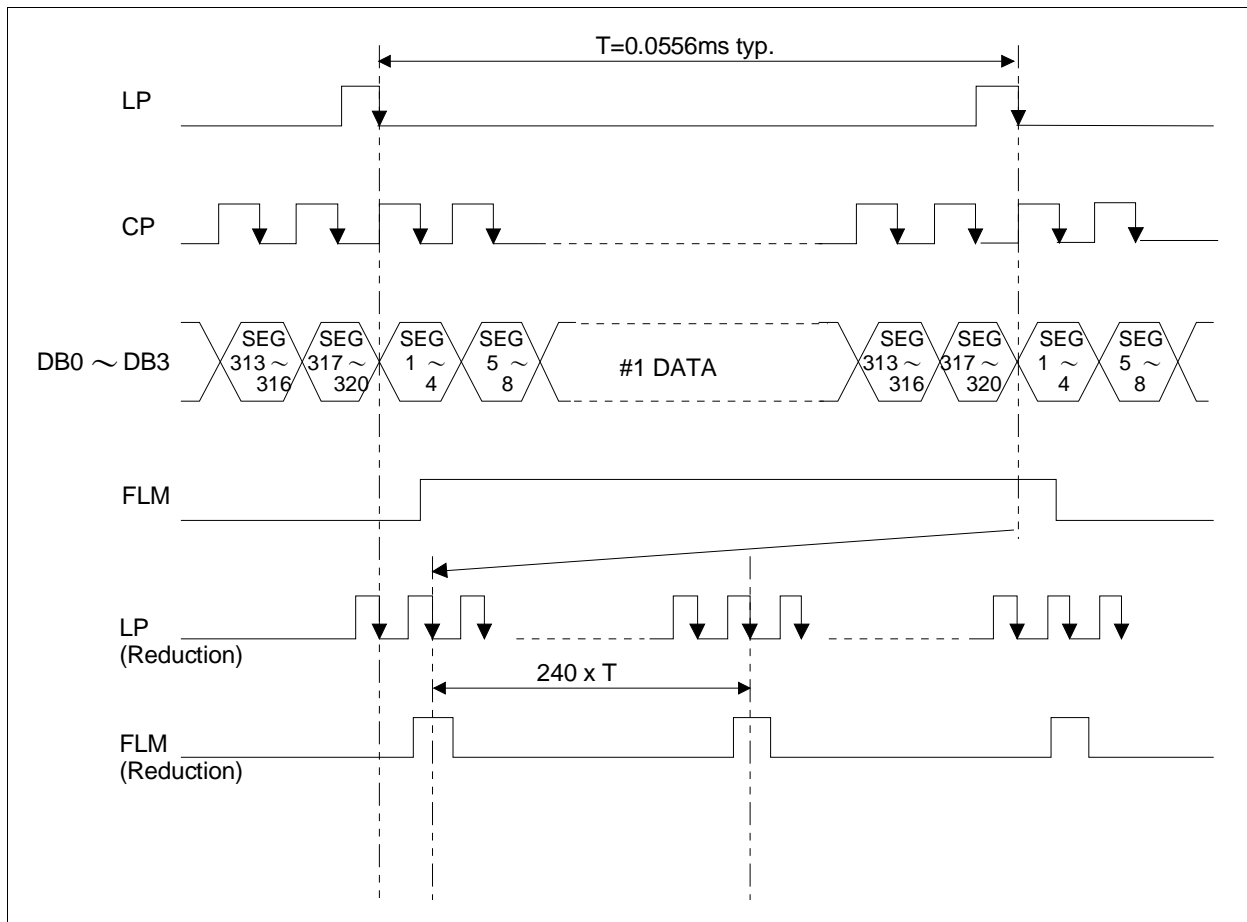 T=0.0556ms typ.
LP
CP
DB0 ~ DB3
SEG
313~
316
SEG
317~
320
SEG
1 ~
4
SEG
5 ~
8
#1 DATA
SEG
313~
316
SEG
317~
320
SEG
1 ~
4
SEG
5 ~
8
FLM
LP
(Reduction)
240 x T
FLM
(Reduction)